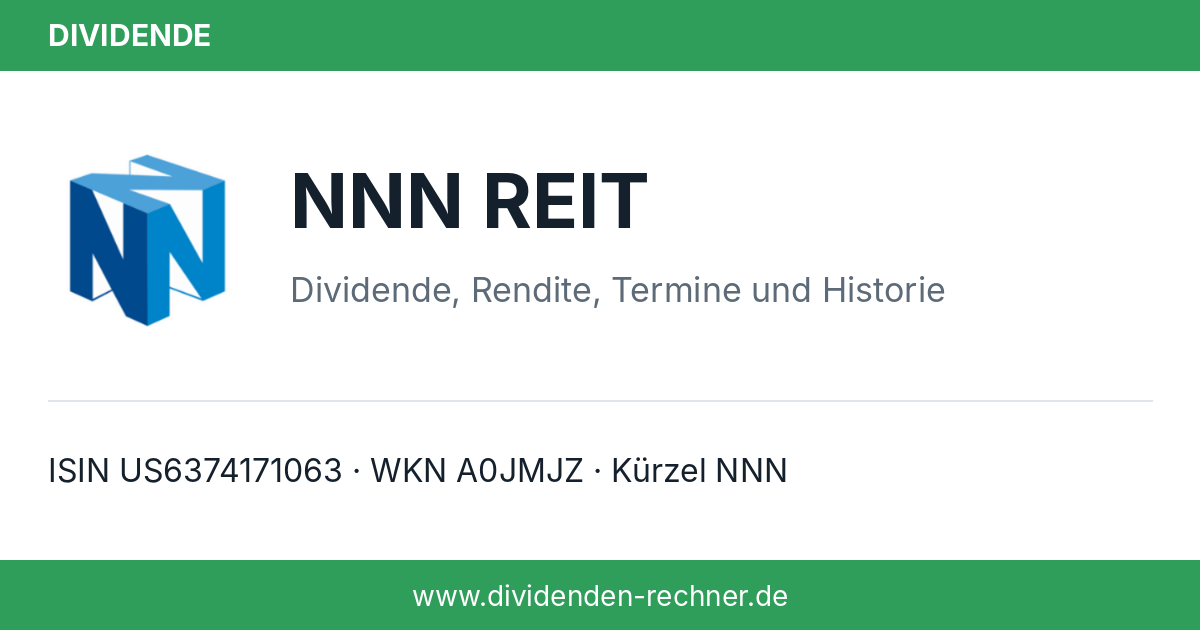 DIVIDENDE
NNN REIT
Dividende, Rendite, Termine und Historie
ISIN US6374171063 · WKN A0JMJZ · Kürzel NNN
www.dividenden-rechner.de